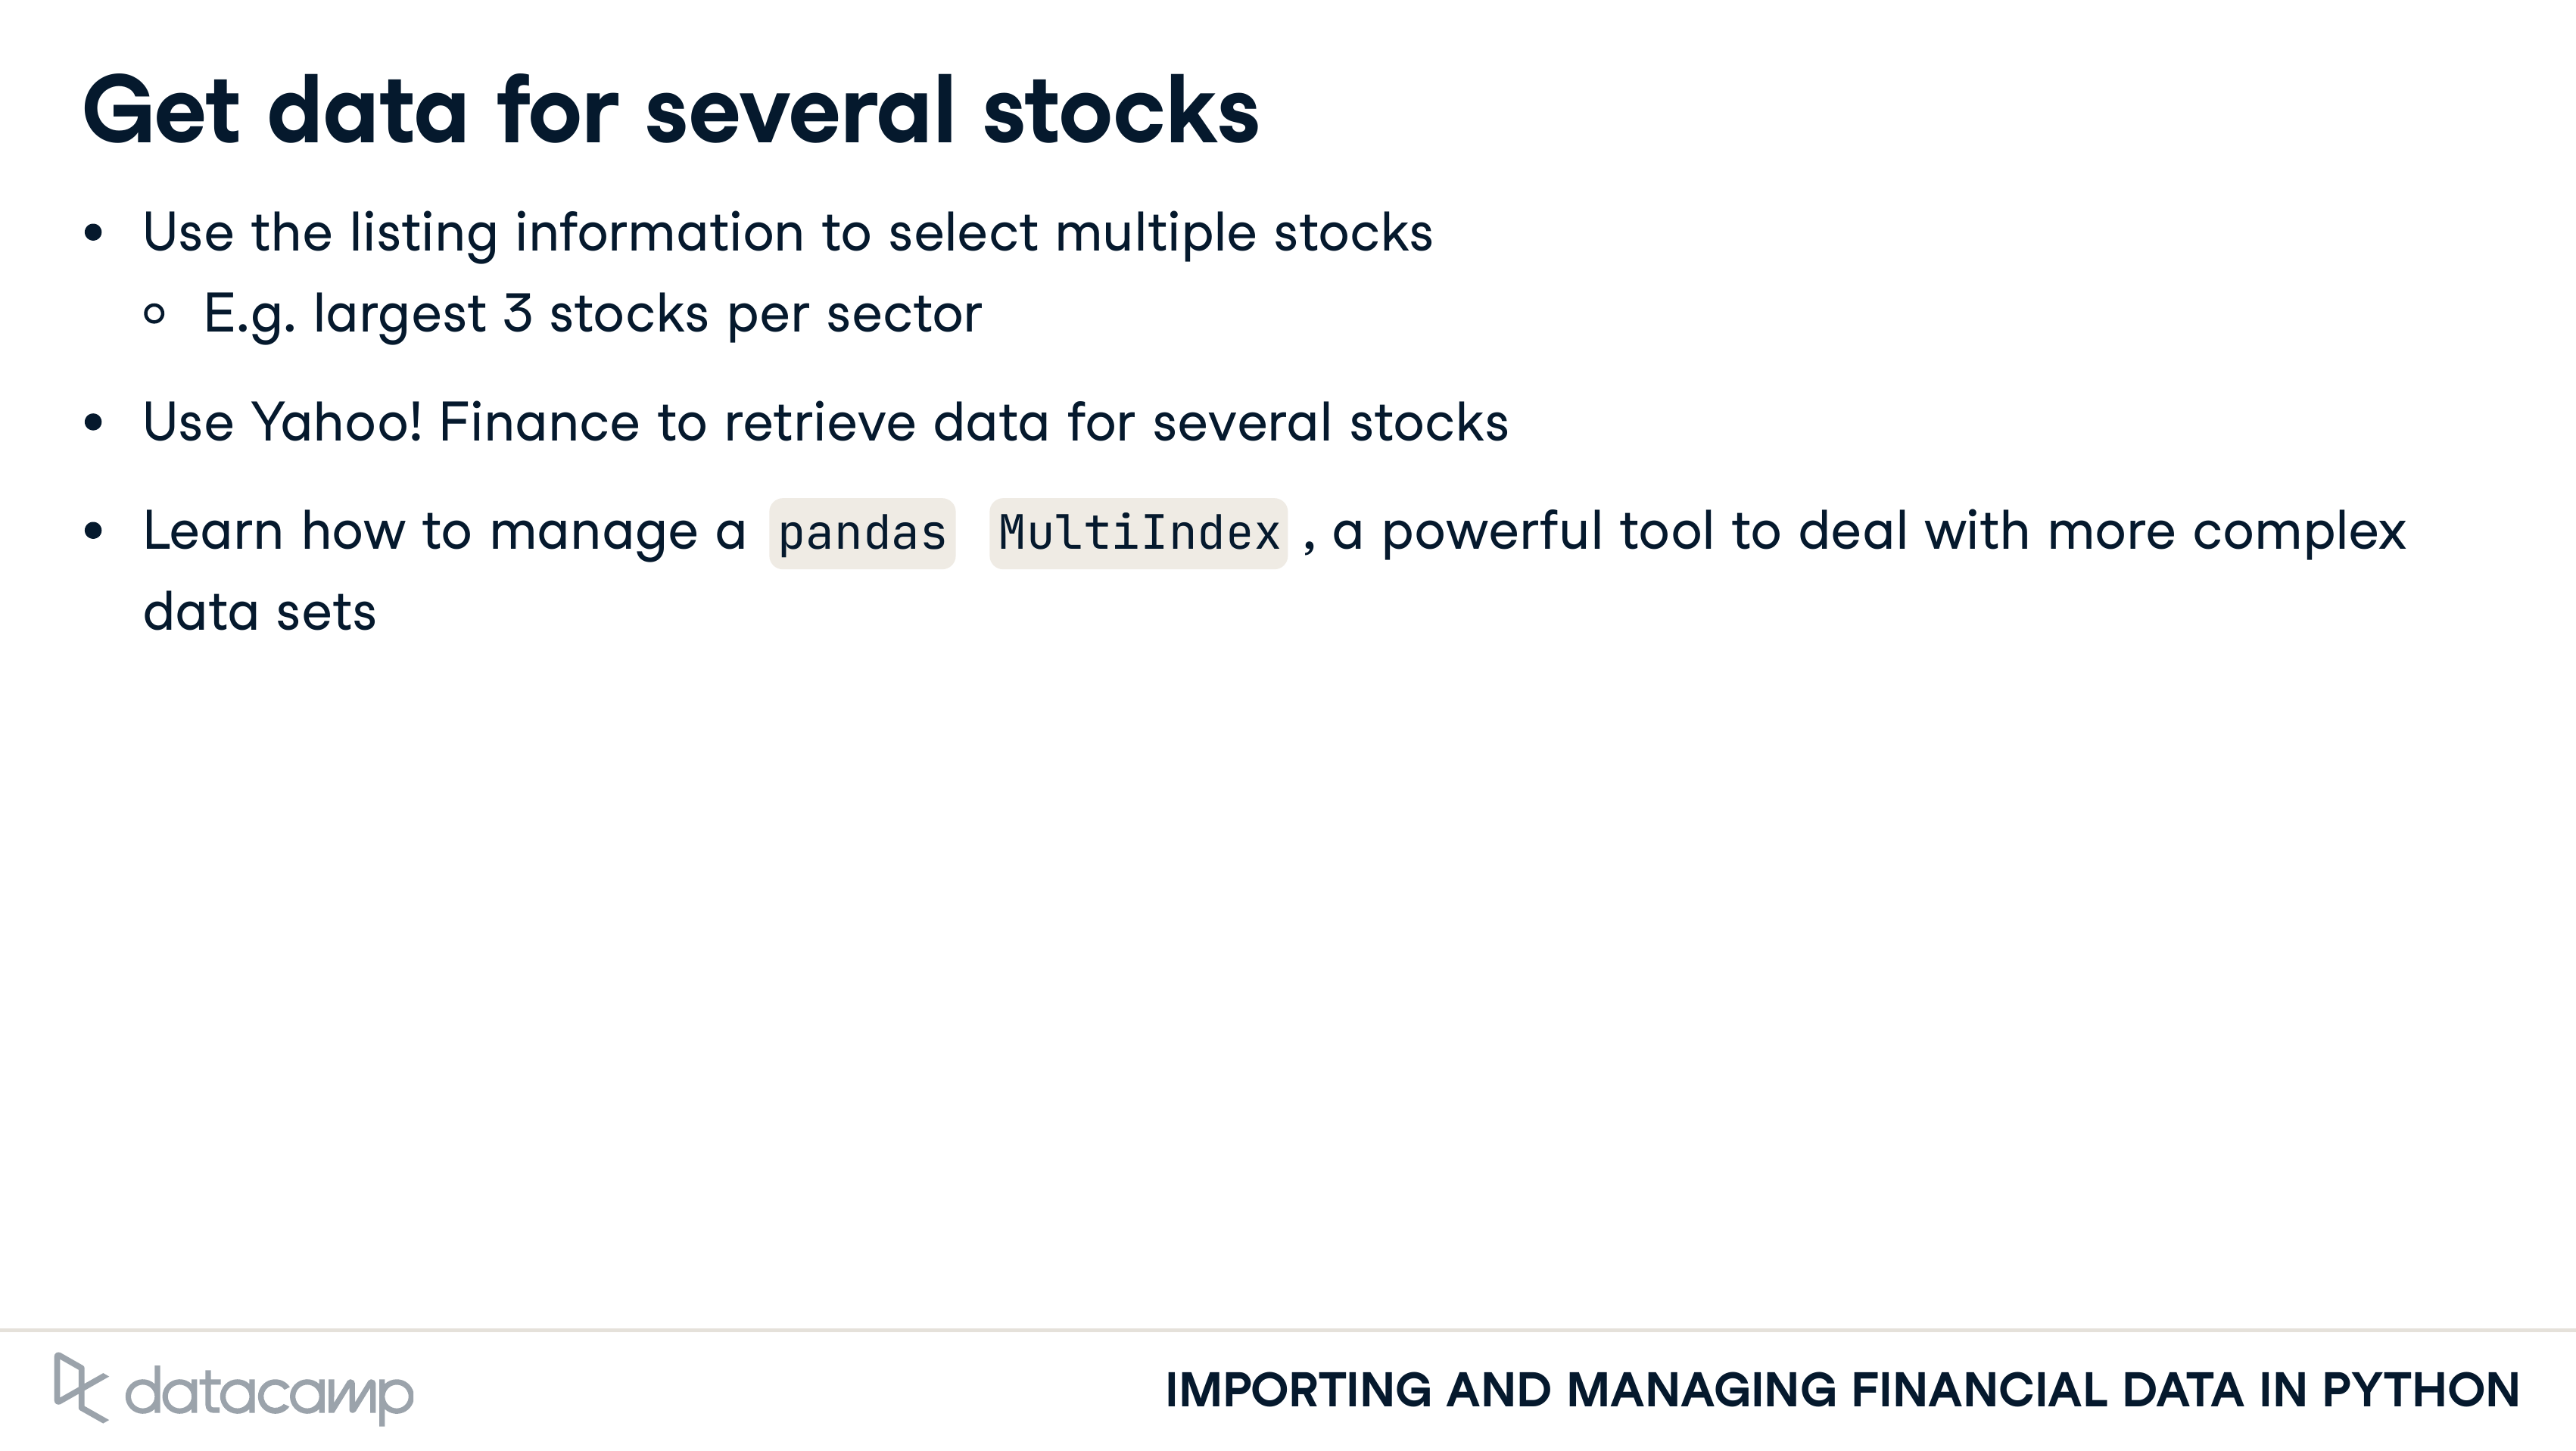 Get data for several stocks
• Use the listing information to select multiple stocks
○ E.g. largest 3 stocks per sector
• Use Yahoo! Finance to retrieve data for several stocks
• Learn how to manage a pandas MultiIndex , a powerful tool to deal with more complex
data sets
datacamp
IMPORTING AND MANAGING FINANCIAL DATA IN PYTHON